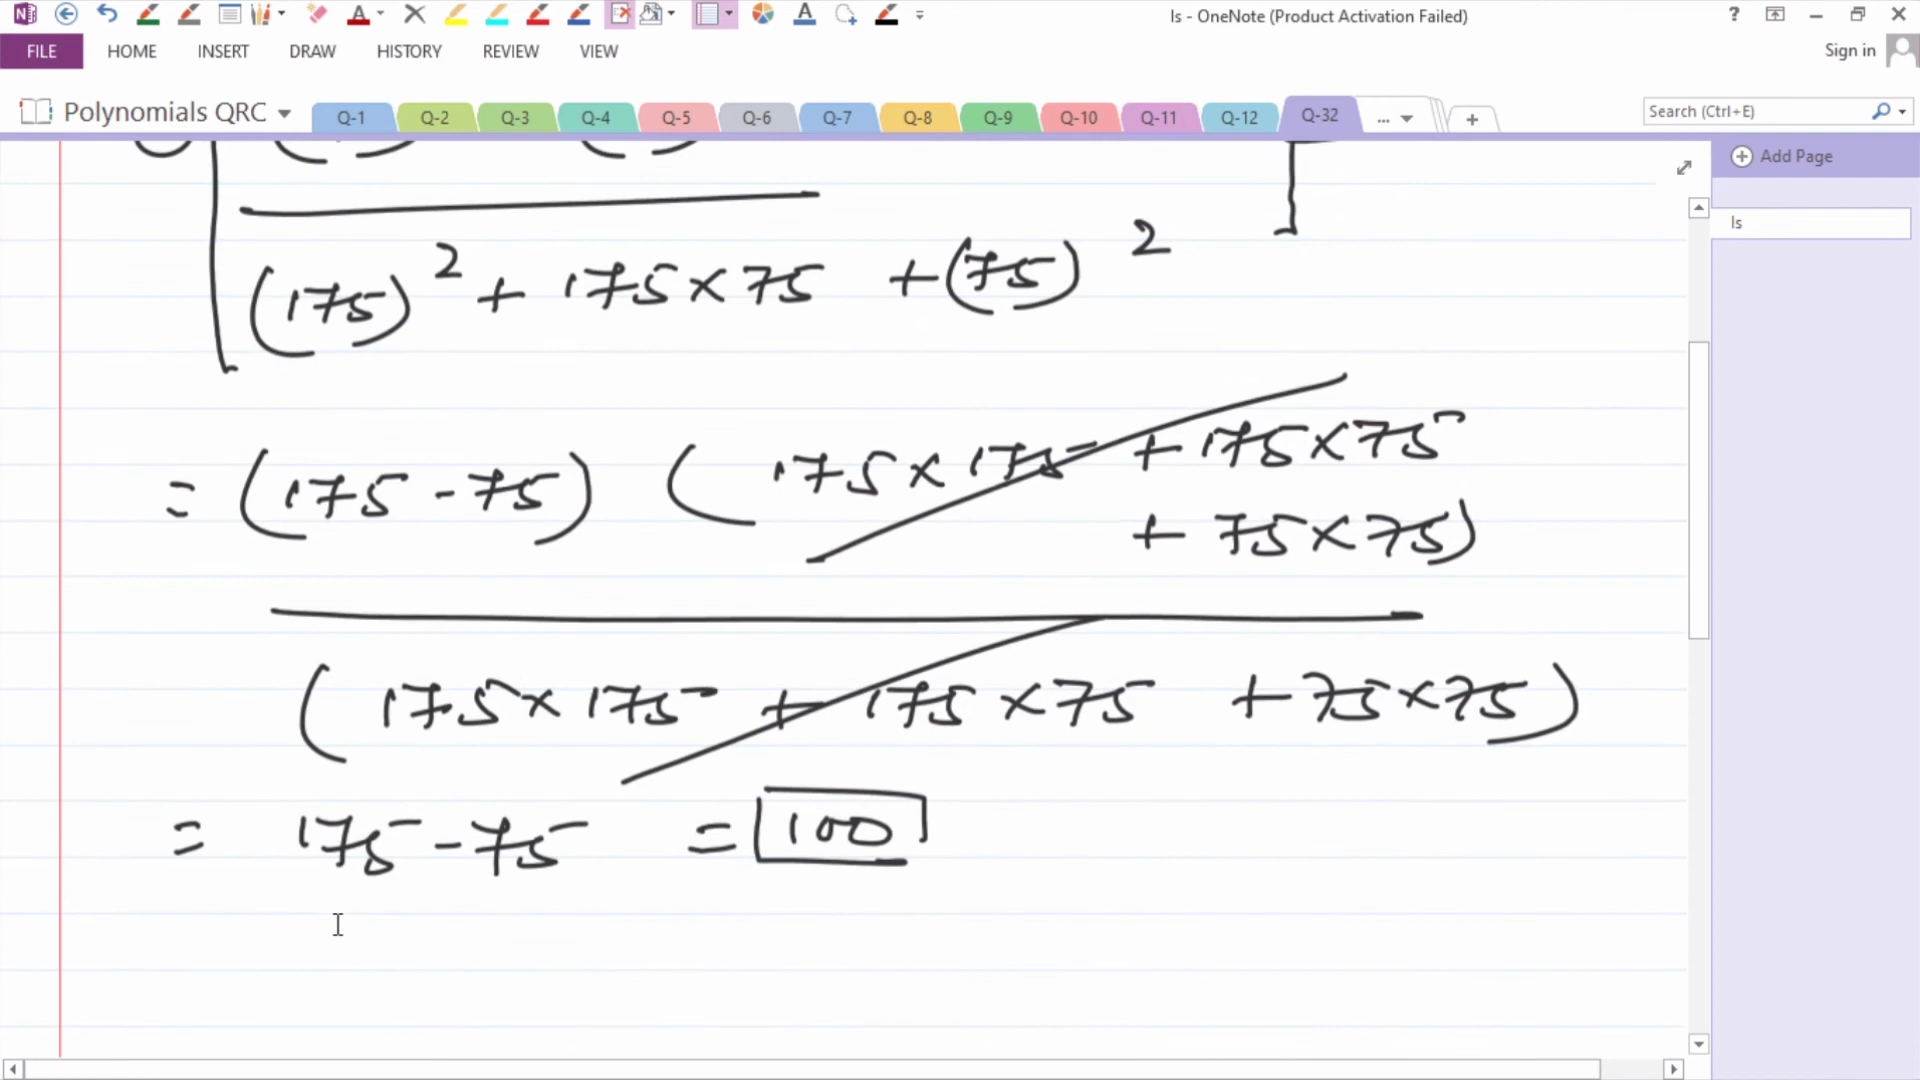 Is - OneNote (Product Activation Failed)
FILE HOME INSERT DRAW HISTORY REVIEW VIEW Sign in
Polynomials QRC Q-1 Q-2 Q-3 Q-4 Q-5 Q-6 Q-7 Q-8 Q-9 Q-10 Q-11 Q-12 Q-32 ... Search (Ctrl+E)
Add Page
Is
(175)² + 175×75 + (75)²
= (175 - 75) (175×175 + 175×75
+ 75×75)
(175×175 + 175×75 + 75×75)
= 175 - 75 = 100